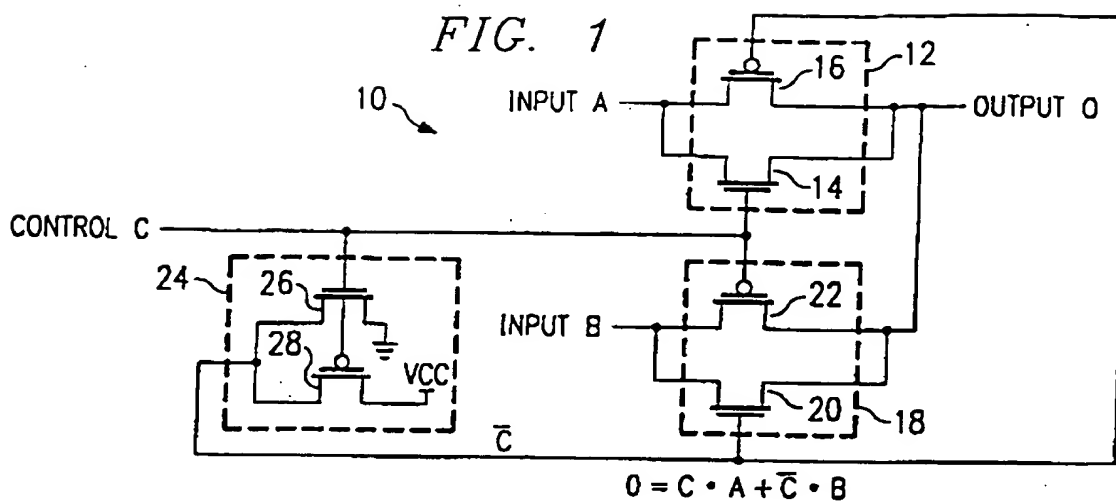 FIG. 1
10
12
16
INPUT A
OUTPUT O
14
CONTROL C
24
26
28
VCC
22
INPUT B
20
18
C̅
O = C • A + C̅ • B